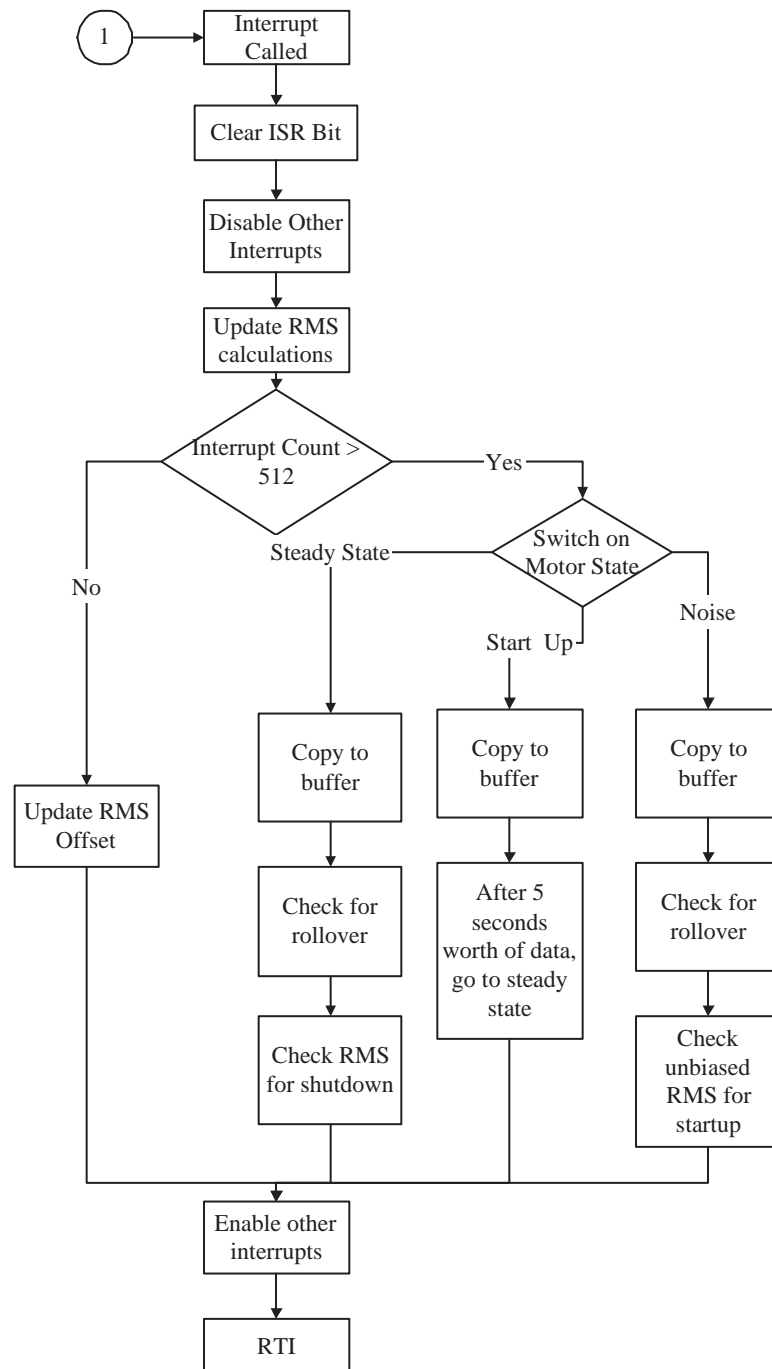 1
Interrupt
Called
Clear ISR Bit
Disable Other
Interrupts
Update RMS
calculations
Interrupt Count >
512
Yes
No
Switch on
Motor State
Steady State
Start Up
Noise
Update RMS
Offset
Copy to
buffer
Check for
rollover
Check RMS
for shutdown
Copy to
buffer
After 5
seconds
worth of data,
go to steady
state
Copy to
buffer
Check for
rollover
Check
unbiased
RMS for
startup
Enable other
interrupts
RTI